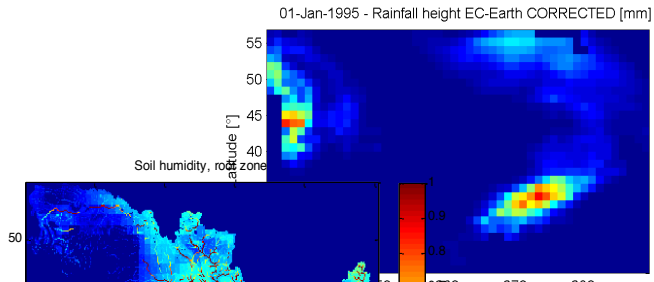 01-Jan-1995 - Rainfall height EC-Earth CORRECTED [mm]
55
50
45
40
Latitude [°]
Soil humidity, root zone
50
1
0.9
0.8